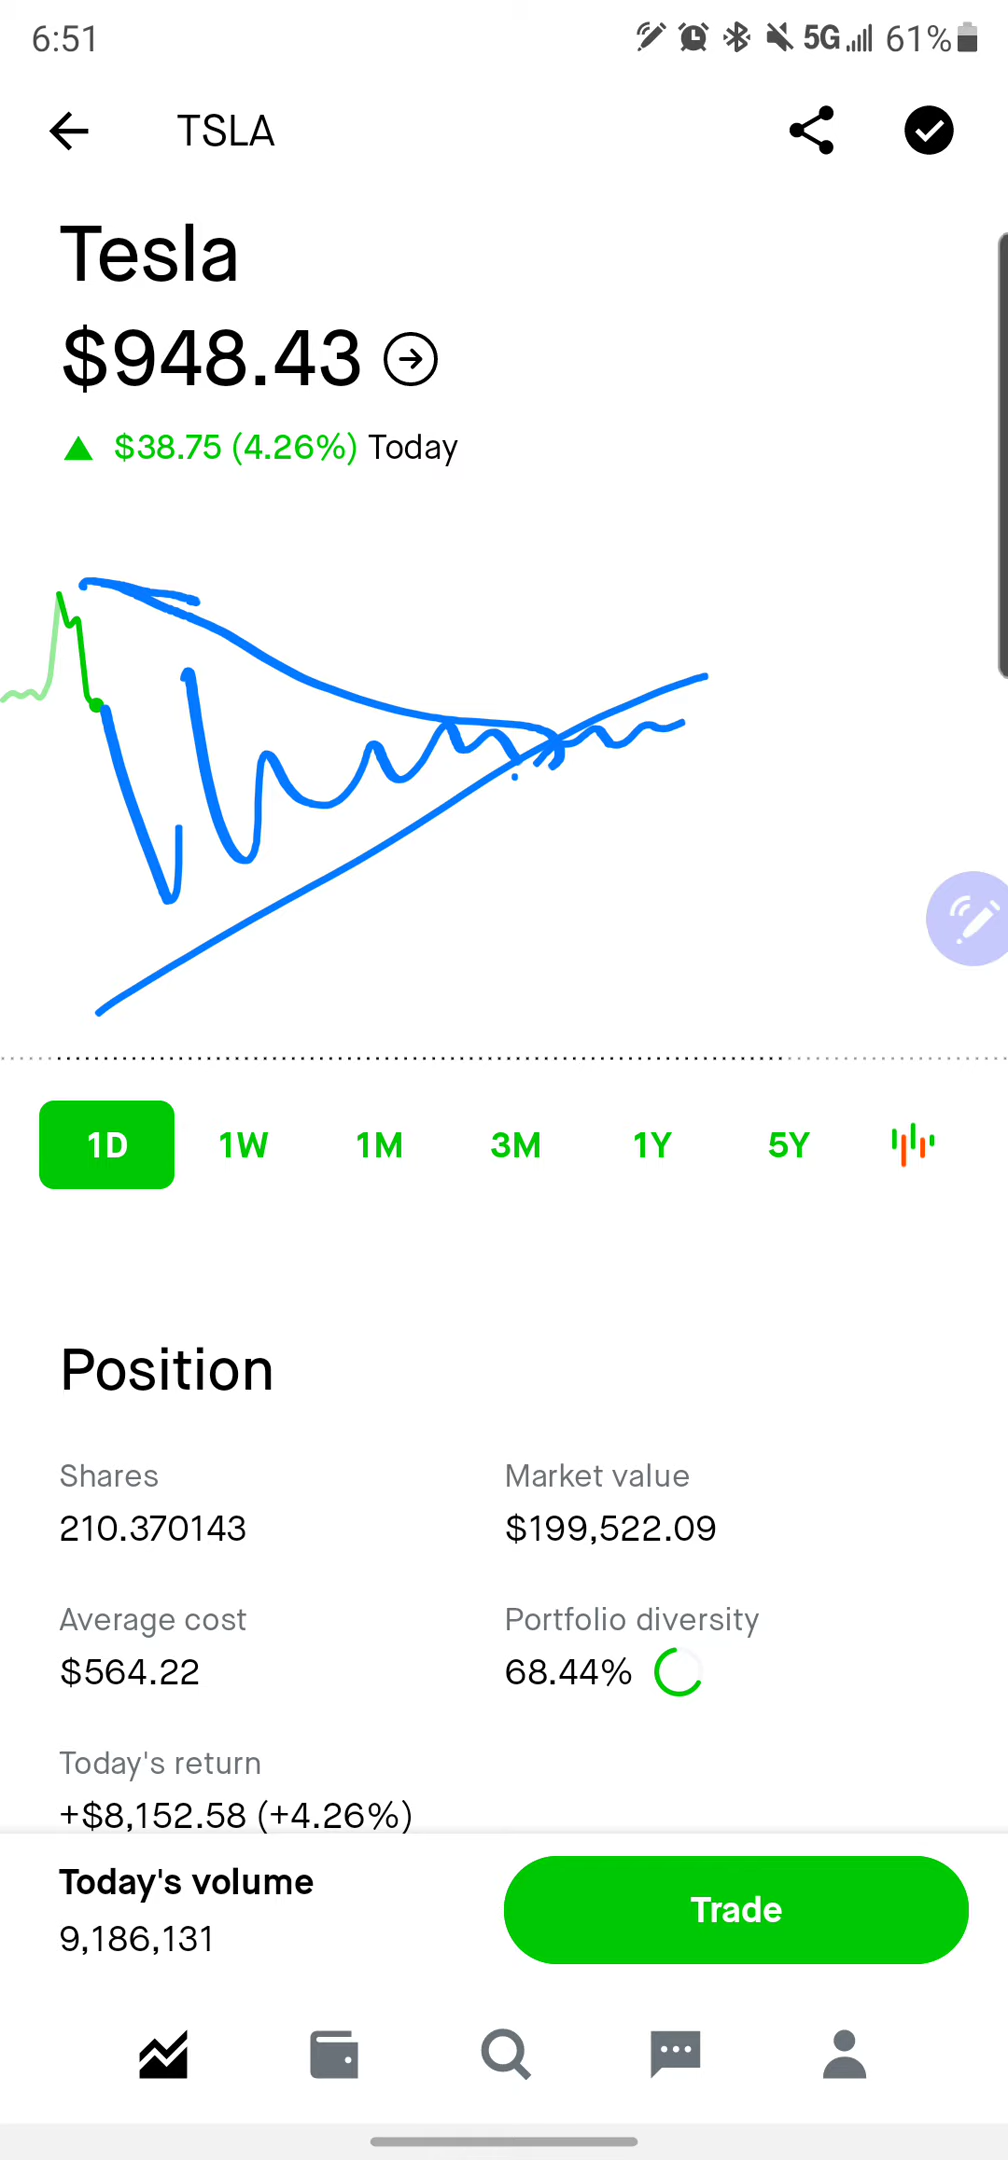 6:51 5G 61%
TSLA
Tesla
$948.43
$38.75 (4.26%) Today
1D 1W 1M 3M 1Y 5Y
Position
Shares Market value
210.370143 $199,522.09
Average cost Portfolio diversity
$564.22 68.44%
Today's return
+$8,152.58 (+4.26%)
Today's volume
9,186,131
Trade